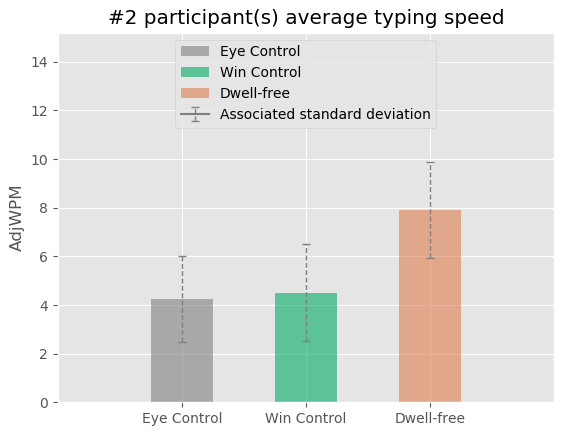 #2 participant(s) average typing speed
Eye Control
Win Control
Dwell-free
Associated standard deviation
AdjWPM
14
12
10
8
6
4
2
0
Eye Control Win Control Dwell-free